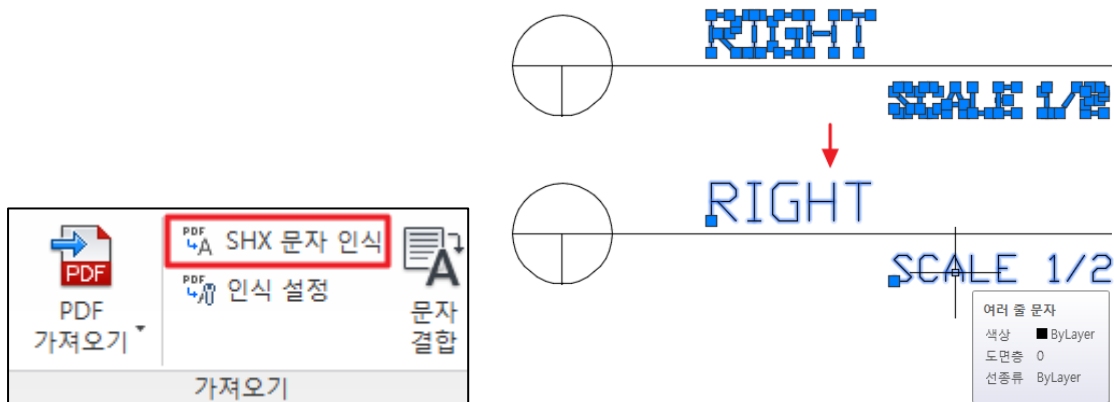 RIGHT
SCALE 1/2
RIGHT
SCALE 1/2
여러 줄 문자
색상 ByLayer
도면층 0
선종류 ByLayer
PDF
PDF
가져오기
PDF
A SHX 문자 인식
PDF
인식 설정
A
문자
결합
가져오기